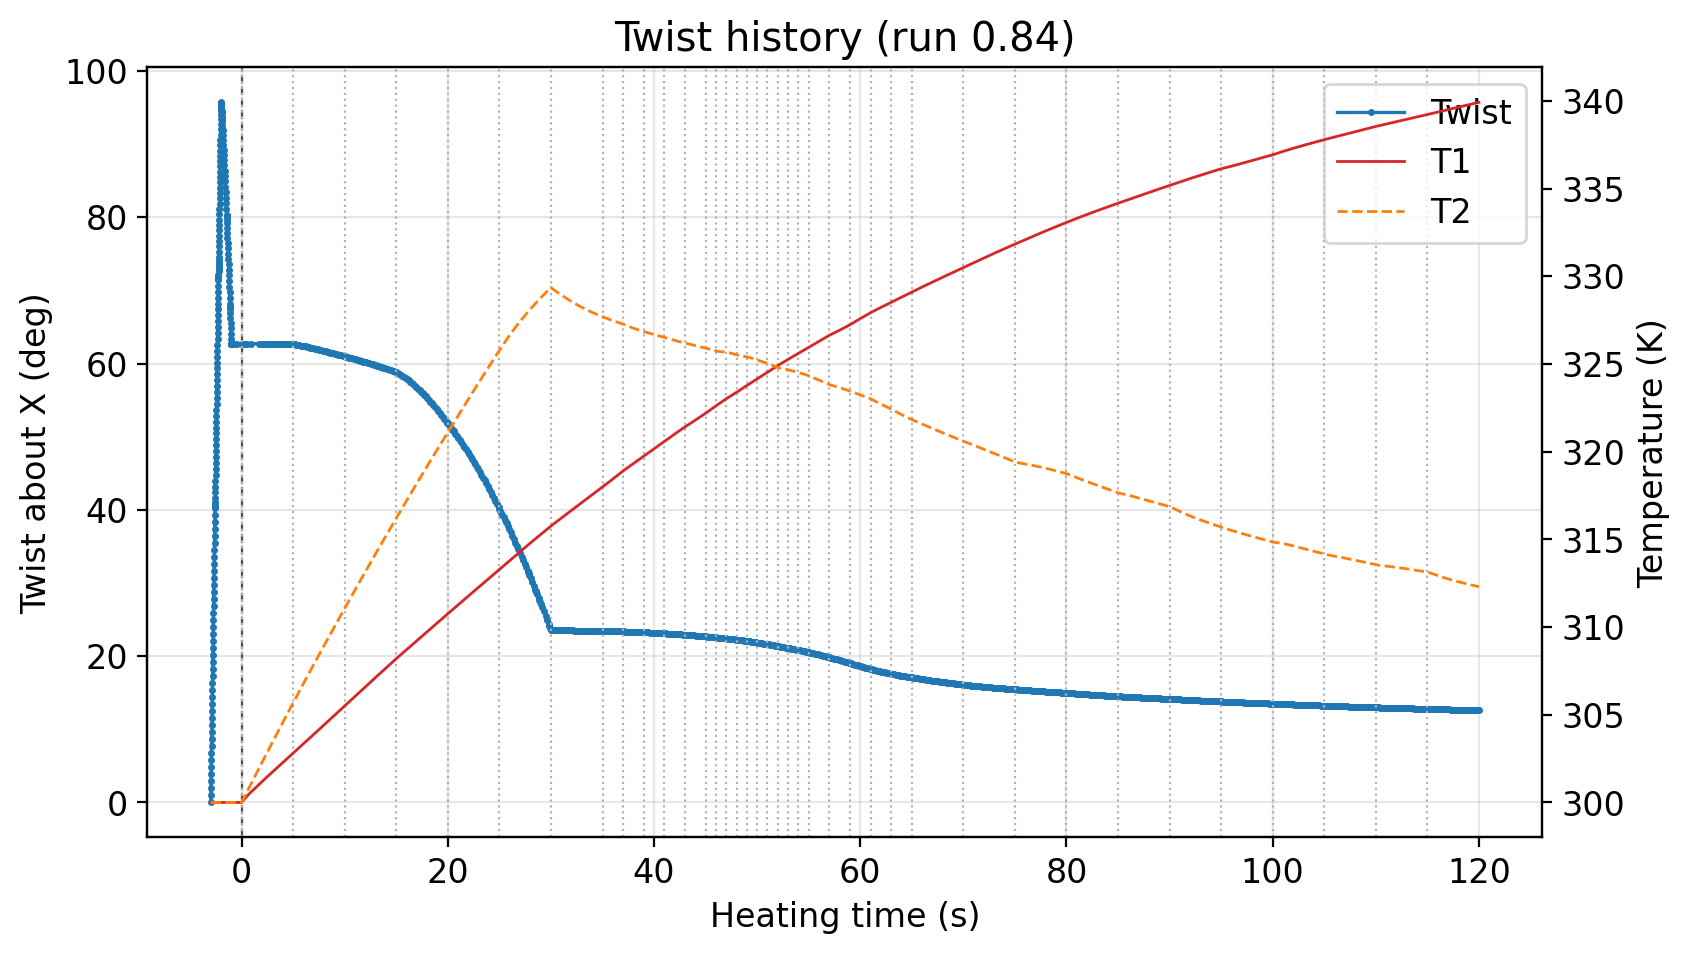 Twist history (run 0.84)
Twist about X (deg)
100
80
60
40
20
0
Twist
T1
T2
340
335
330
325
320
315
310
305
300
Temperature (K)
0 20 40 60 80 100 120
Heating time (s)